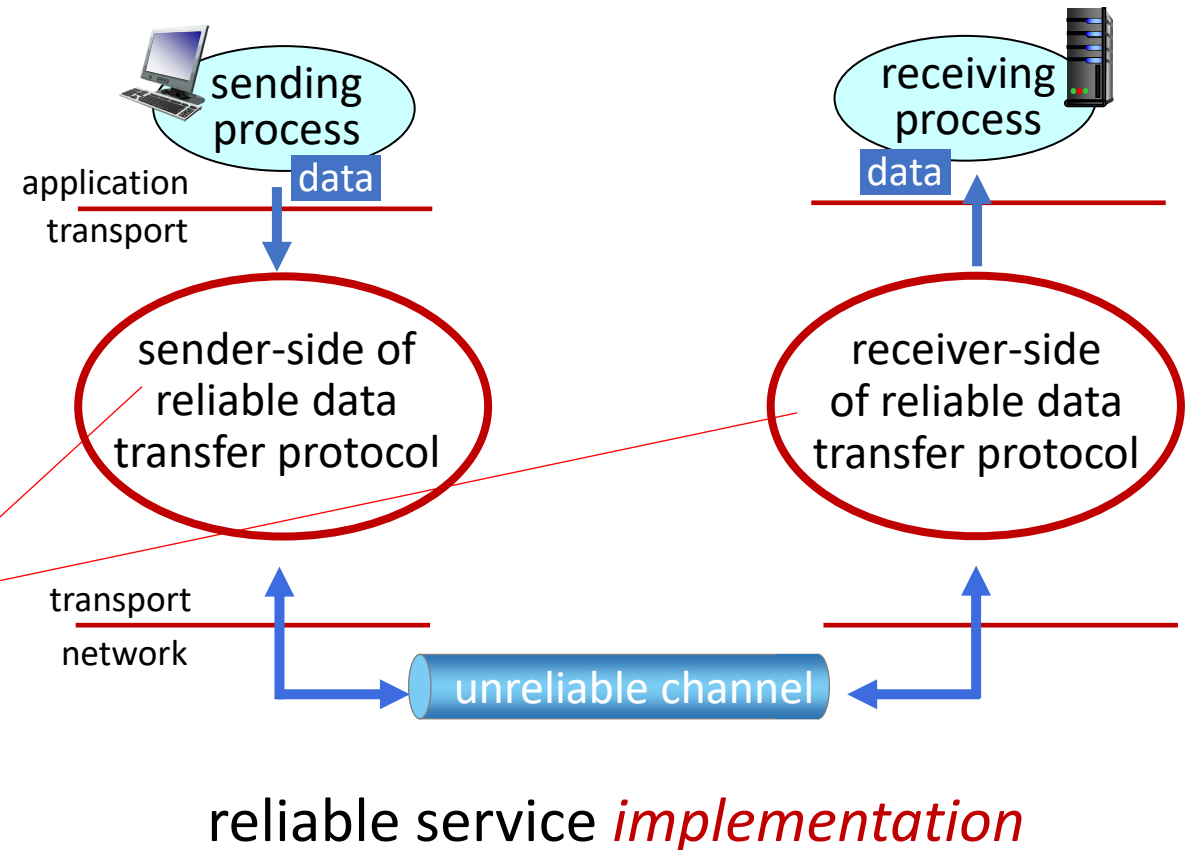 sending
process
data
application
transport
receiving
process
data
sender-side of
reliable data
transfer protocol
receiver-side
of reliable data
transfer protocol
transport
network
unreliable channel
reliable service implementation